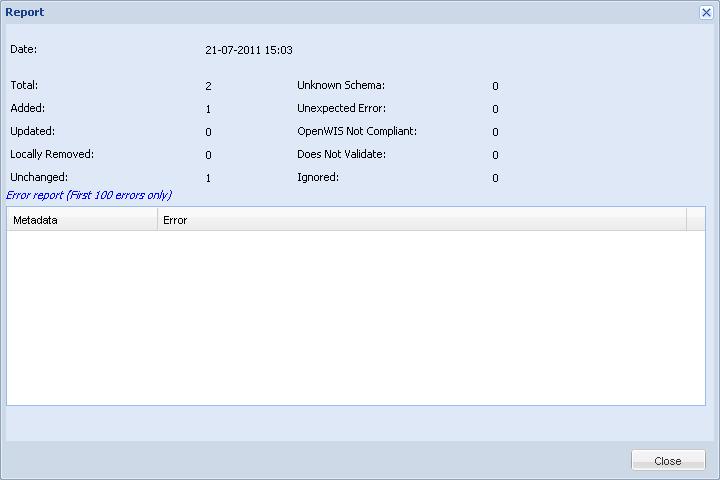 Report
Date: 21-07-2011 15:03
Total: 2 Unknown Schema: 0
Added: 1 Unexpected Error: 0
Updated: 0 OpenWIS Not Compliant: 0
Locally Removed: 0 Does Not Validate: 0
Unchanged: 1 Ignored: 0
Error report (First 100 errors only)
Metadata Error
Close